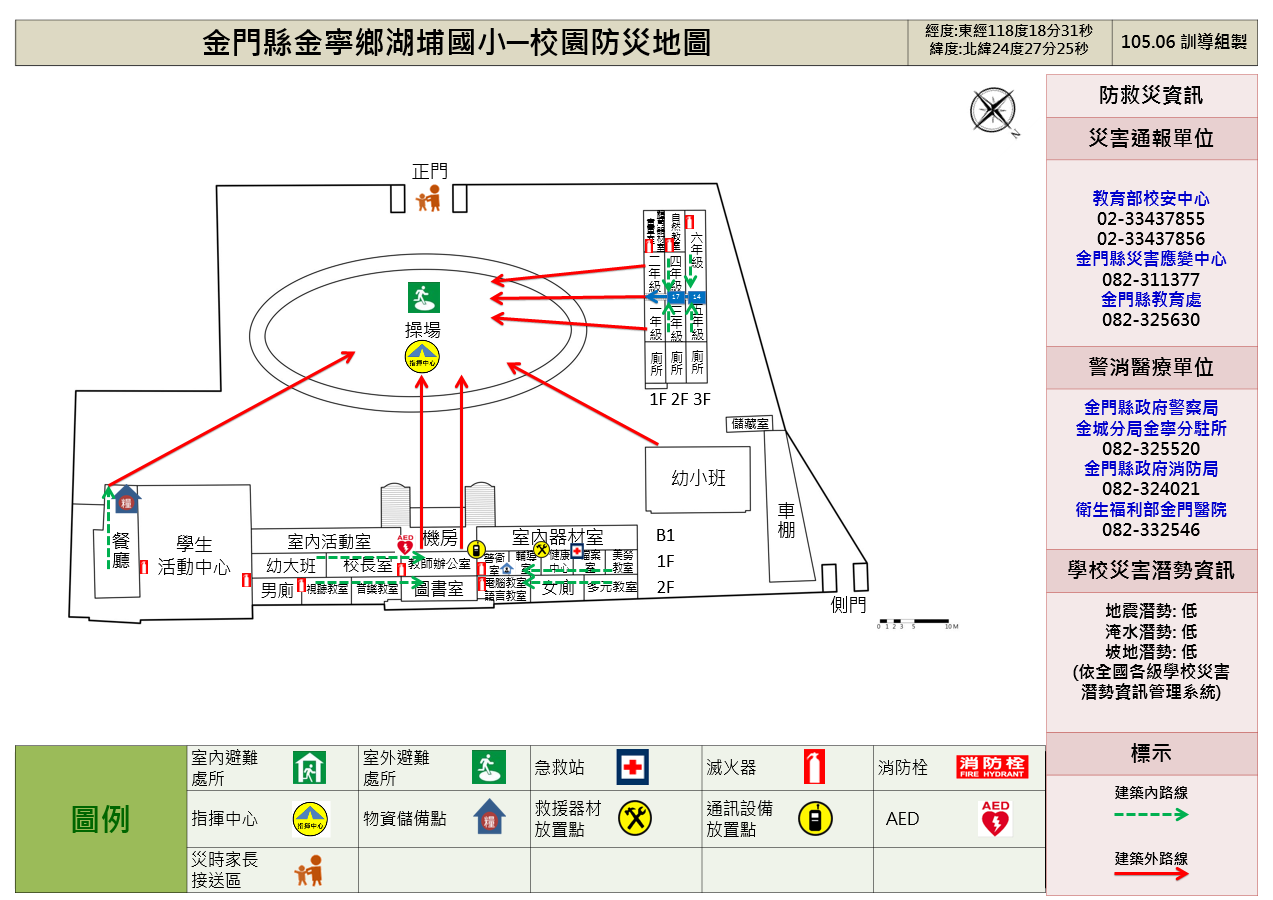 金門縣金寧鄉湖埔國小─校園防災地圖
經度:東經118度18分31秒
緯度:北緯24度27分25秒
105.06 訓導組製
N
防救災資訊
災害通報單位
教育部校安中心
02-33437855
02-33437856
金門縣災害應變中心
082-311377
金門縣教育處
082-325630
警消醫療單位
金門縣政府警察局
金城分局金寧分駐所
082-325520
金門縣政府消防局
082-324021
衛生福利部金門醫院
082-332546
學校災害潛勢資訊
地震潛勢: 低
淹水潛勢: 低
坡地潛勢: 低
(依全國各級學校災害
潛勢資訊管理系統)
標示
建築內路線
建築外路線
正門
操場
指揮中心
自然教室
六年級
二年級
四年級
17
14
一年級
三年級
五年級
廁所
廁所
廁所
1F 2F 3F
儲藏室
幼小班
車棚
側門
0 1 2 3 5 10 M
糧
餐廳
學生
活動中心
室內活動室
AED
機房
室內器材室
B1
幼大班
校長室
教師辦公室
輔導室
健康中心
美勞教室
1F
男廁
視聽教室
音樂教室
圖書室
電腦教室
語言教室
女廁
多元教室
2F
圖例
室內避難
處所
室外避難
處所
急救站
滅火器
消防栓
消防栓
FIRE HYDRANT
指揮中心
指揮中心
物資儲備點
糧
救援器材
放置點
通訊設備
放置點
AED
AED
災時家長
接送區